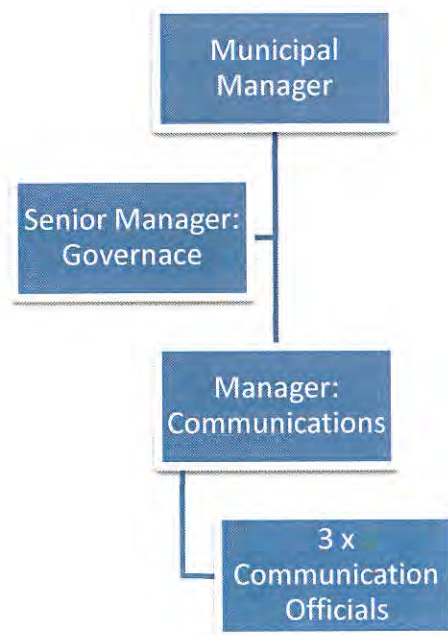 Municipal
Manager
Senior Manager:
Governace
Manager:
Communications
3 x
Communication
Officials